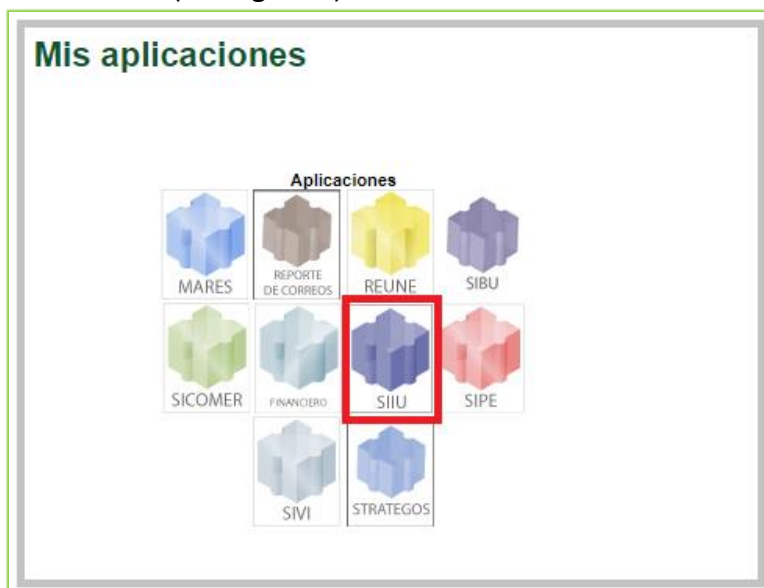 Mis aplicaciones
Aplicaciones
MARES
REPORTE
DE CORREOS
REUNE
SIBU
SICOMER
FINANCIERO
SIIU
SIPE
SIVI
STRATEGOS